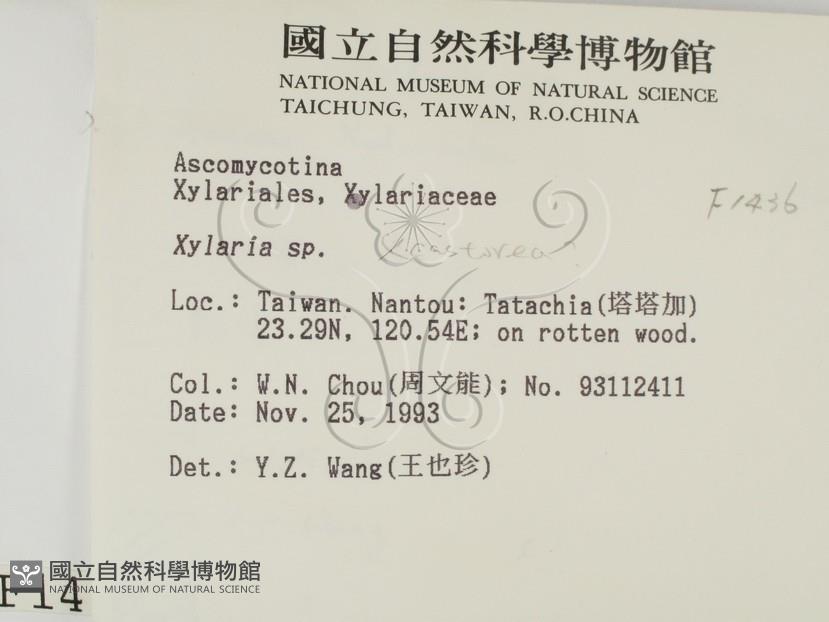 國立自然科學博物館
NATIONAL MUSEUM OF NATURAL SCIENCE
TAICHUNG, TAIWAN, R.O.CHINA
Ascomycotina
Xylariales, Xylariaceae
F1436
Xylaria sp.
Loc.: Taiwan. Nantou: Tatachia(塔塔加)
23.29N, 120.54E; on rotten wood.
Col.: W.N. Chou(周文能); No. 93112411
Date: Nov. 25, 1993
Det.: Y.Z. Wang(王也珍)
國立自然科學博物館
NATIONAL MUSEUM OF NATURAL SCIENCE
14